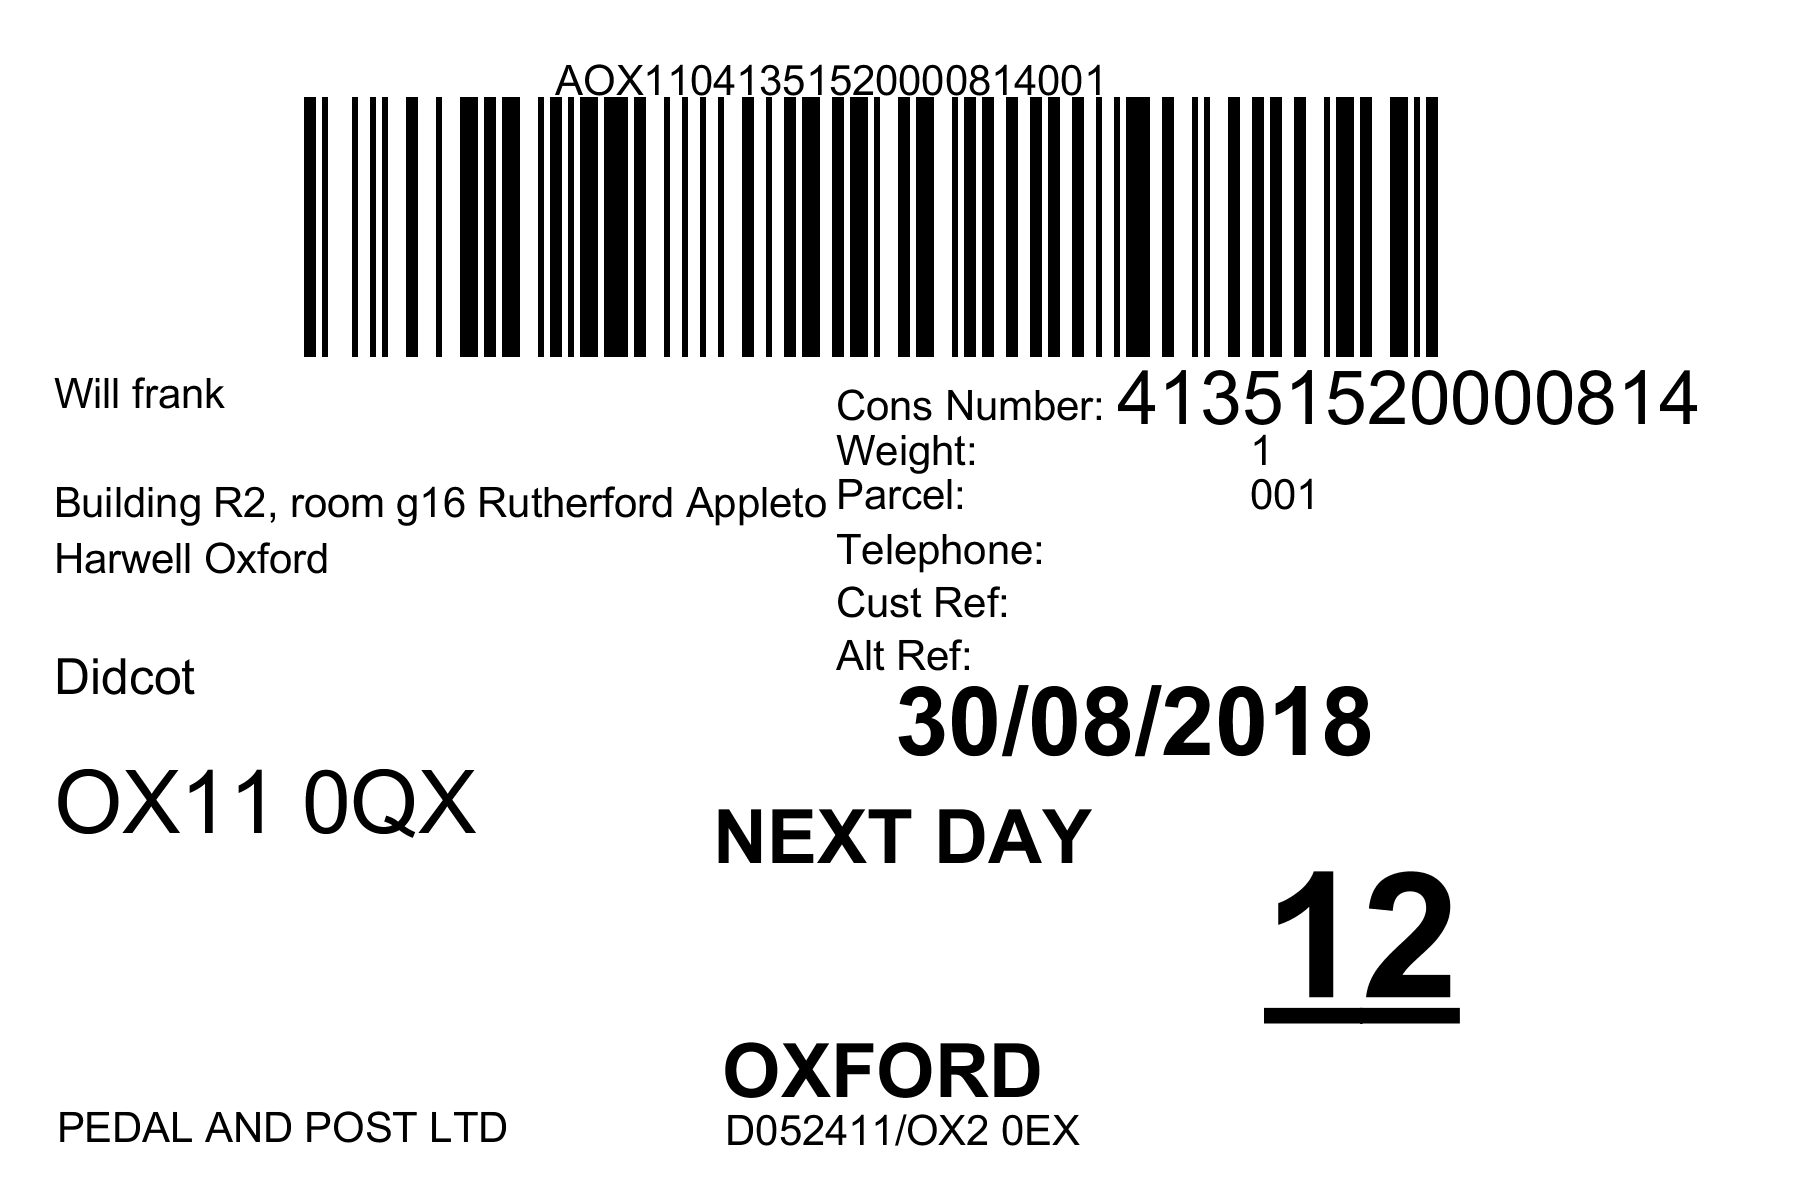 AOX11041351520000814001
Will frank
Cons Number: 41351520000814
Weight: 1
Building R2, room g16 Rutherford Appleto
Parcel: 001
Harwell Oxford
Telephone:
Cust Ref:
Alt Ref:
Didcot
30/08/2018
OX11 0QX
NEXT DAY
12
OXFORD
PEDAL AND POST LTD
D052411/OX2 0EX